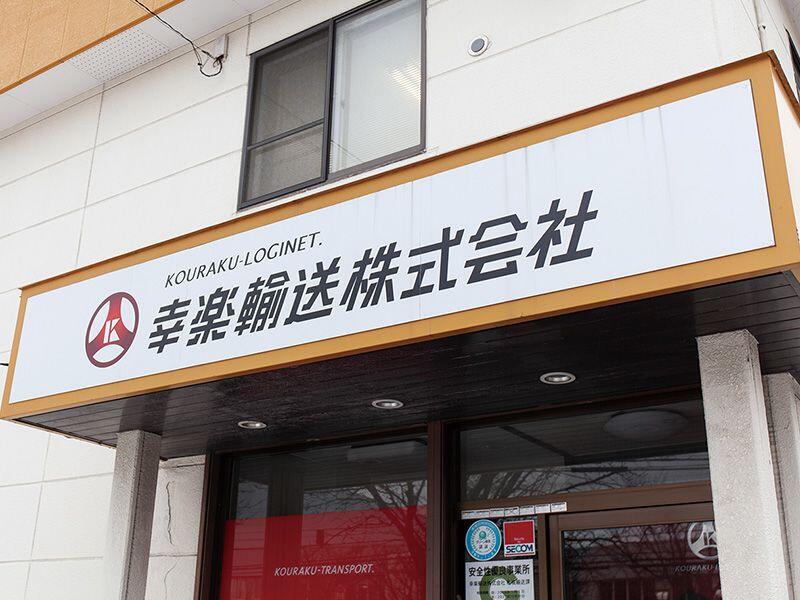 KOURAKU-LOGINET.
K
幸楽輸送株式会社
KOURAKU-TRANSPORT.
SECOM
安全性優良事業所
K